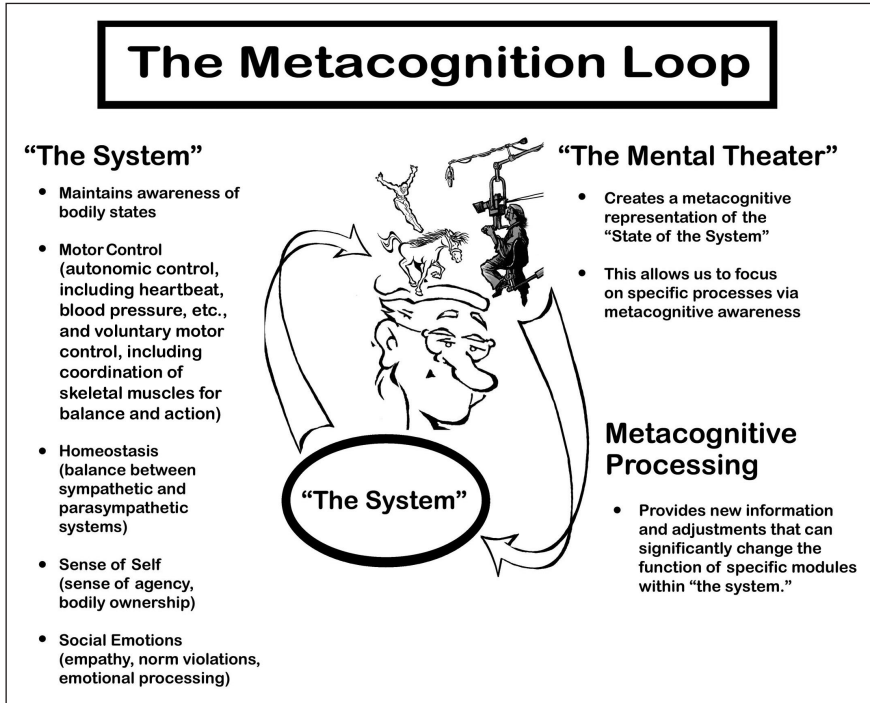 The Metacognition Loop
“The System”
• Maintains awareness of
bodily states
• Motor Control
(autonomic control,
including heartbeat,
blood pressure, etc.,
and voluntary motor
control, including
coordination of
skeletal muscles for
balance and action)
• Homeostasis
(balance between
sympathetic and
parasympathetic
systems)
• Sense of Self
(sense of agency,
bodily ownership)
• Social Emotions
(empathy, norm violations,
emotional processing)
“The System”
“The Mental Theater”
• Creates a metacognitive
representation of the
“State of the System”
• This allows us to focus
on specific processes via
metacognitive awareness
Metacognitive
Processing
• Provides new information
and adjustments that can
significantly change the
function of specific modules
within “the system.”